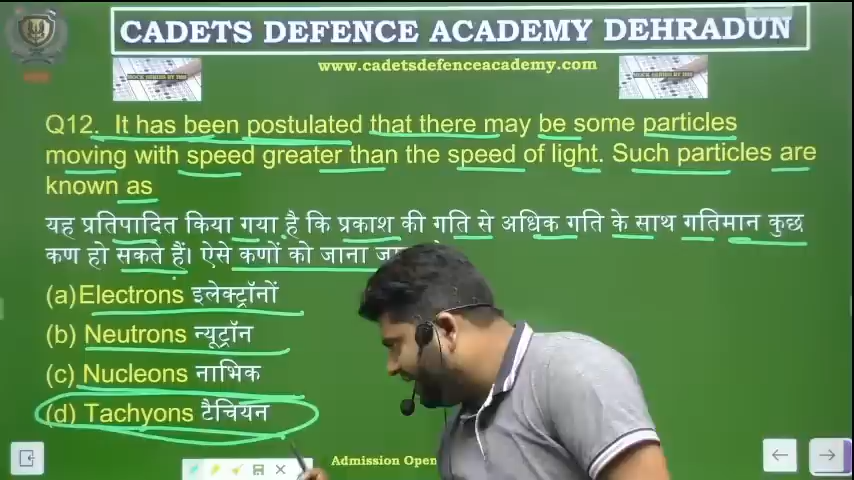 CADETS DEFENCE ACADEMY DEHRADUN
www.cadetsdefenceacademy.com
Q12. It has been postulated that there may be some particles
moving with speed greater than the speed of light. Such particles are
known as
यह प्रतिपादित किया गया है कि प्रकाश की गति से अधिक गति के साथ गतिमान कुछ
कण हो सकते हैं। ऐसे कणों को जाना
(a) Electrons इलेक्ट्रॉनों
(b) Neutrons न्यूट्रॉन
(c) Nucleons नाभिक
(d) Tachyons टैचियन
Admission Open